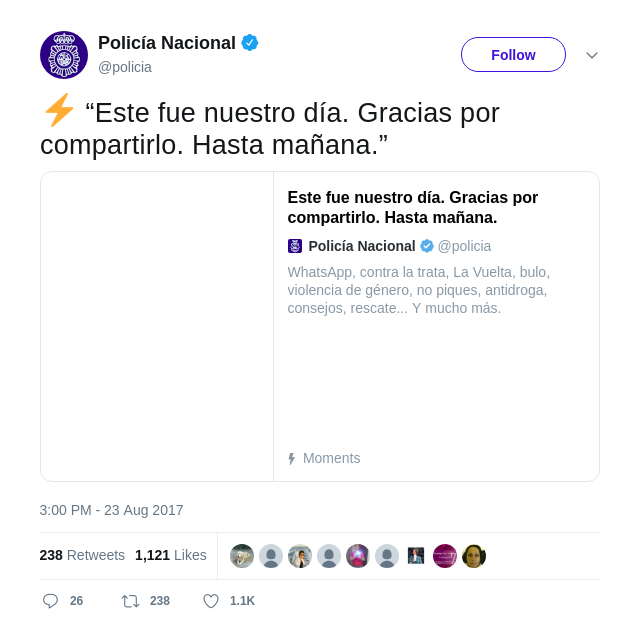 Policía Nacional
@policia
Follow
“Este fue nuestro día. Gracias por
compartirlo. Hasta mañana.”
Este fue nuestro día. Gracias por
compartirlo. Hasta mañana.
Policía Nacional @policia
WhatsApp, contra la trata, La Vuelta, bulo,
violencia de género, no piques, antidroga,
consejos, rescate... Y mucho más.
Moments
3:00 PM - 23 Aug 2017
238 Retweets 1,121 Likes
26 238 1.1K